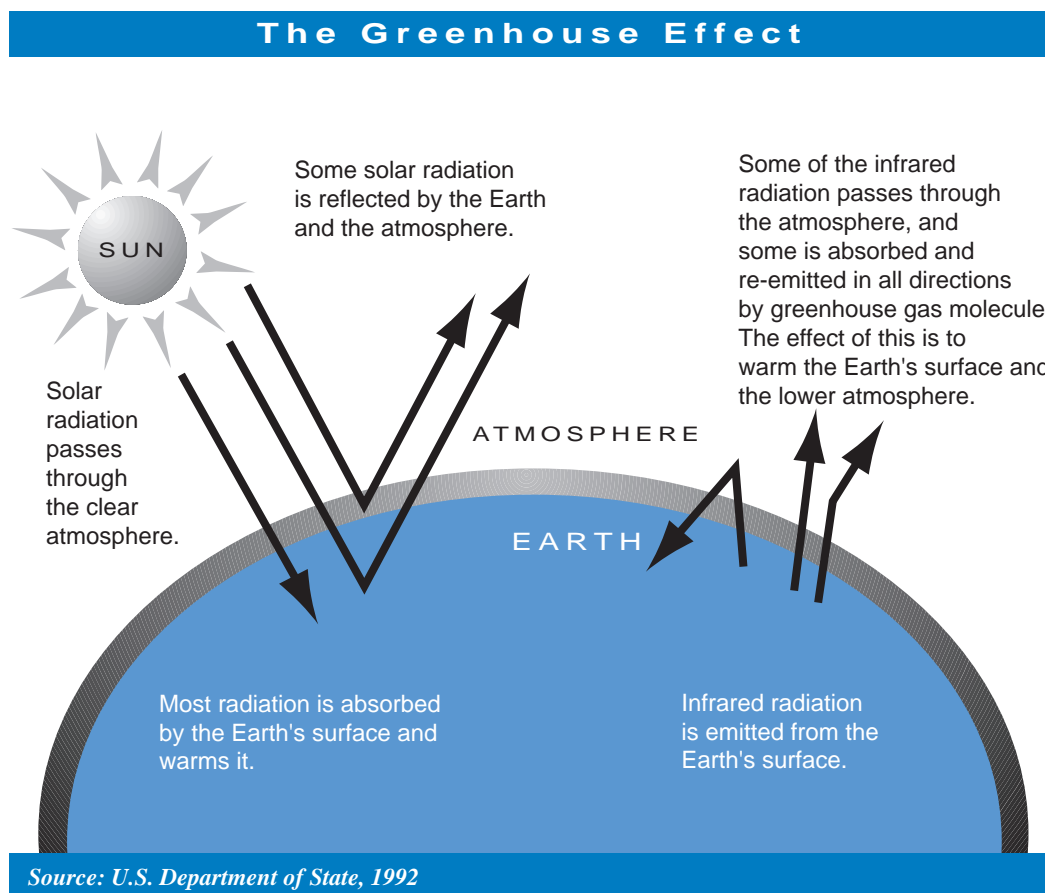 The Greenhouse Effect
SUN
Some solar radiation
is reflected by the Earth
and the atmosphere.
Some of the infrared
radiation passes through
the atmosphere, and
some is absorbed and
re-emitted in all directions
by greenhouse gas molecule
The effect of this is to
warm the Earth's surface and
the lower atmosphere.
Solar
radiation
passes
through
the clear
atmosphere.
ATMOSPHERE
EARTH
Most radiation is absorbed
by the Earth's surface and
warms it.
Infrared radiation
is emitted from the
Earth's surface.
Source: U.S. Department of State, 1992